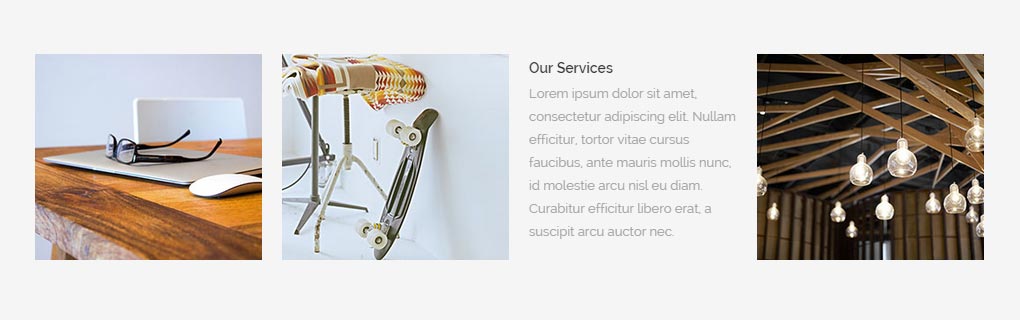 Our Services
Lorem ipsum dolor sit amet,
consectetur adipiscing elit. Nullam
efficitur, tortor vitae cursus
faucibus, ante mauris mollis nunc,
id molestie arcu nisl eu diam.
Curabitur efficitur libero erat, a
suscipit arcu auctor nec.